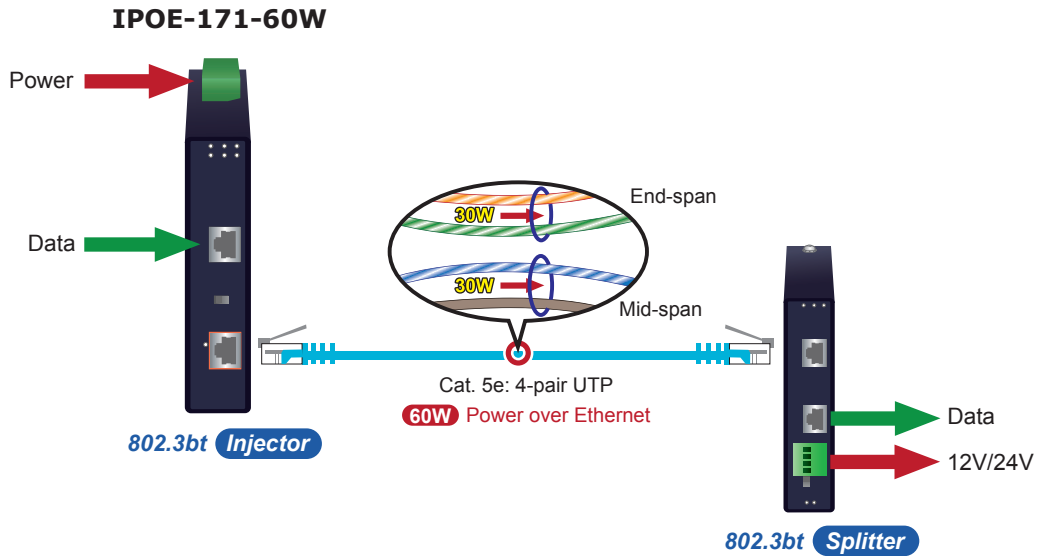 IPOE-171-60W
Power
Data
30W
End-span
30W
Mid-span
Cat. 5e: 4-pair UTP
60W Power over Ethernet
802.3bt Injector
Data
12V/24V
802.3bt Splitter